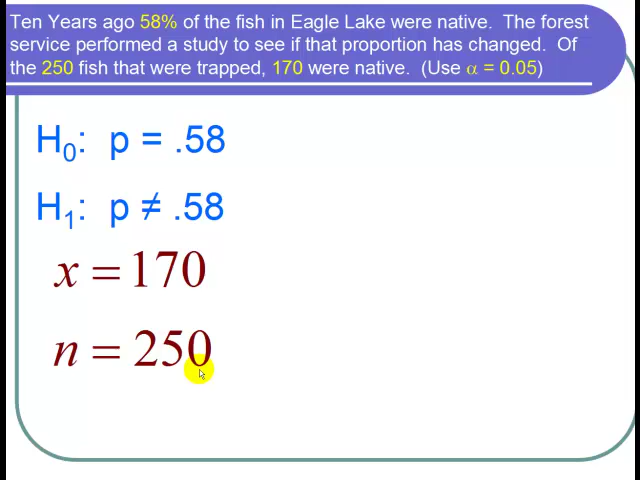 Ten Years ago 58% of the fish in Eagle Lake were native. The forest
service performed a study to see if that proportion has changed. Of
the 250 fish that were trapped, 170 were native. (Use α = 0.05)
H₀: p = .58
H₁: p ≠ .58
x = 170
n = 250